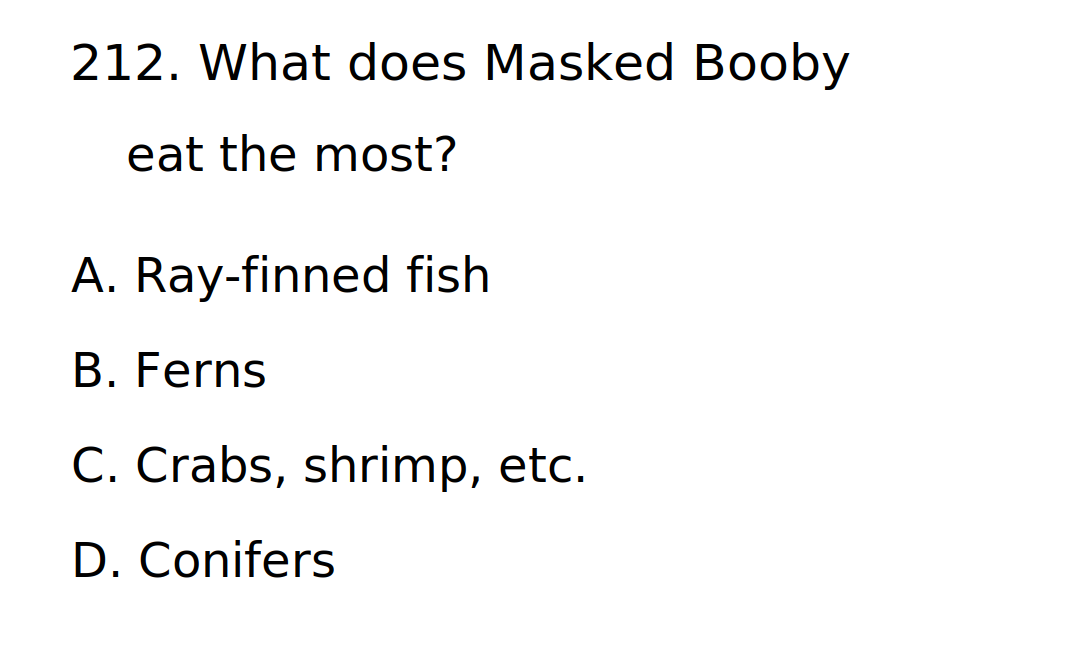 212. What does Masked Booby
eat the most?
A. Ray-finned fish
B. Ferns
C. Crabs, shrimp, etc.
D. Conifers